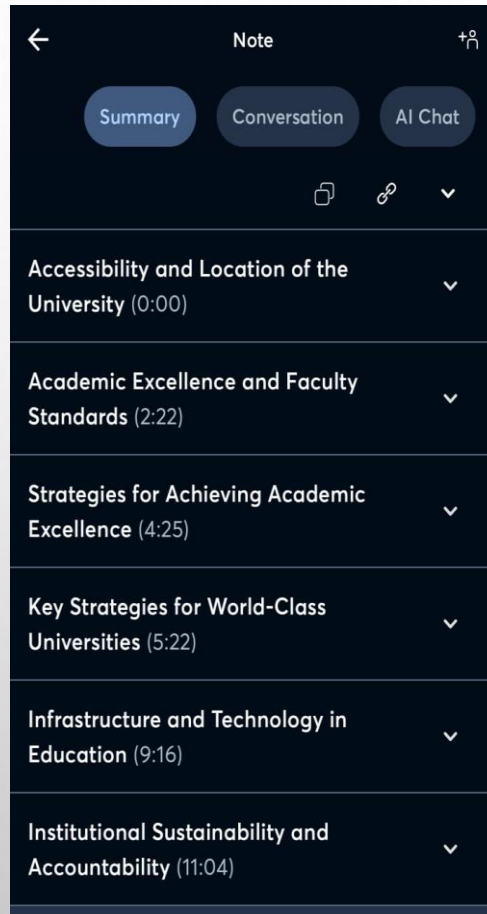 Note
Summary Conversation AI Chat
Accessibility and Location of the
University (0:00)
Academic Excellence and Faculty
Standards (2:22)
Strategies for Achieving Academic
Excellence (4:25)
Key Strategies for World-Class
Universities (5:22)
Infrastructure and Technology in
Education (9:16)
Institutional Sustainability and
Accountability (11:04)